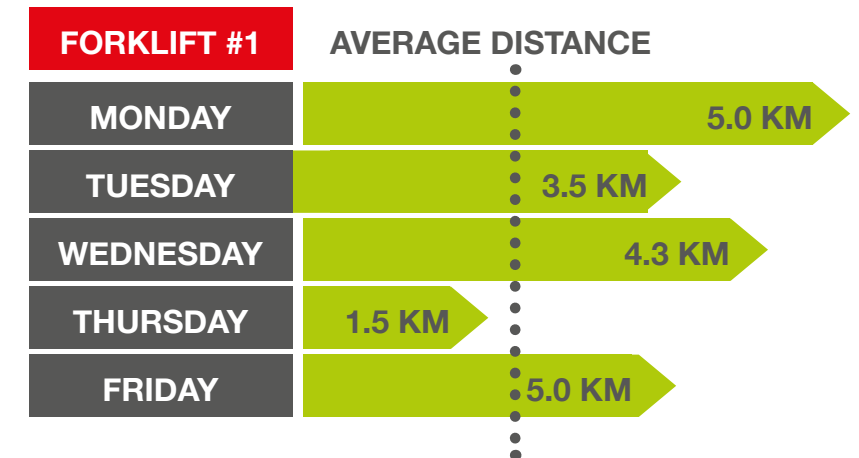 FORKLIFT #1 AVERAGE DISTANCE
MONDAY 5.0 KM
TUESDAY 3.5 KM
WEDNESDAY 4.3 KM
THURSDAY 1.5 KM
FRIDAY 5.0 KM